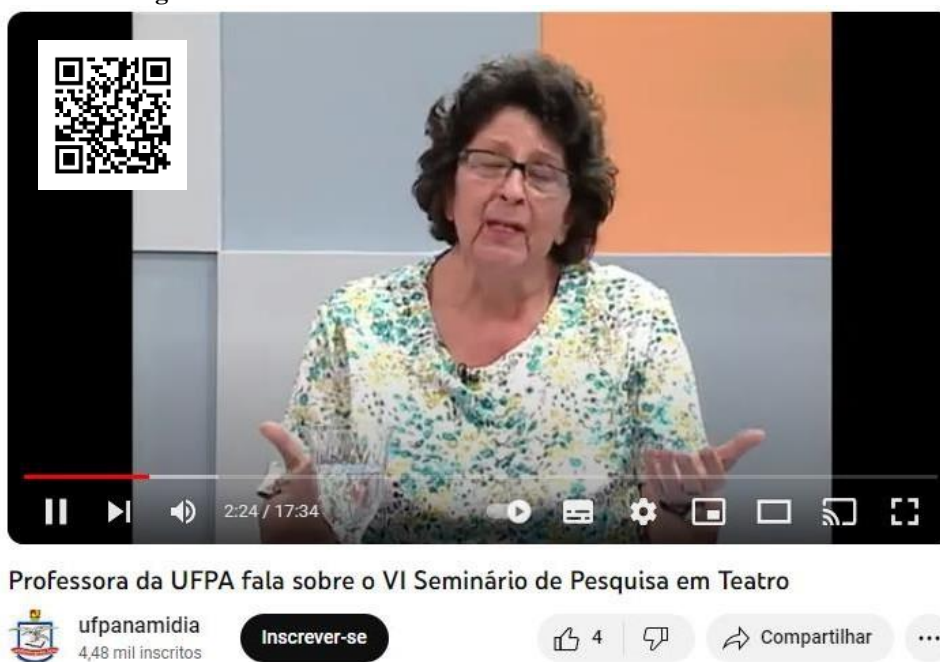 2:24 / 17:34
Professora da UFPA fala sobre o VI Seminário de Pesquisa em Teatro
ufpanamidia
4,48 mil inscritos
Inscrever-se
4
Compartilhar
...